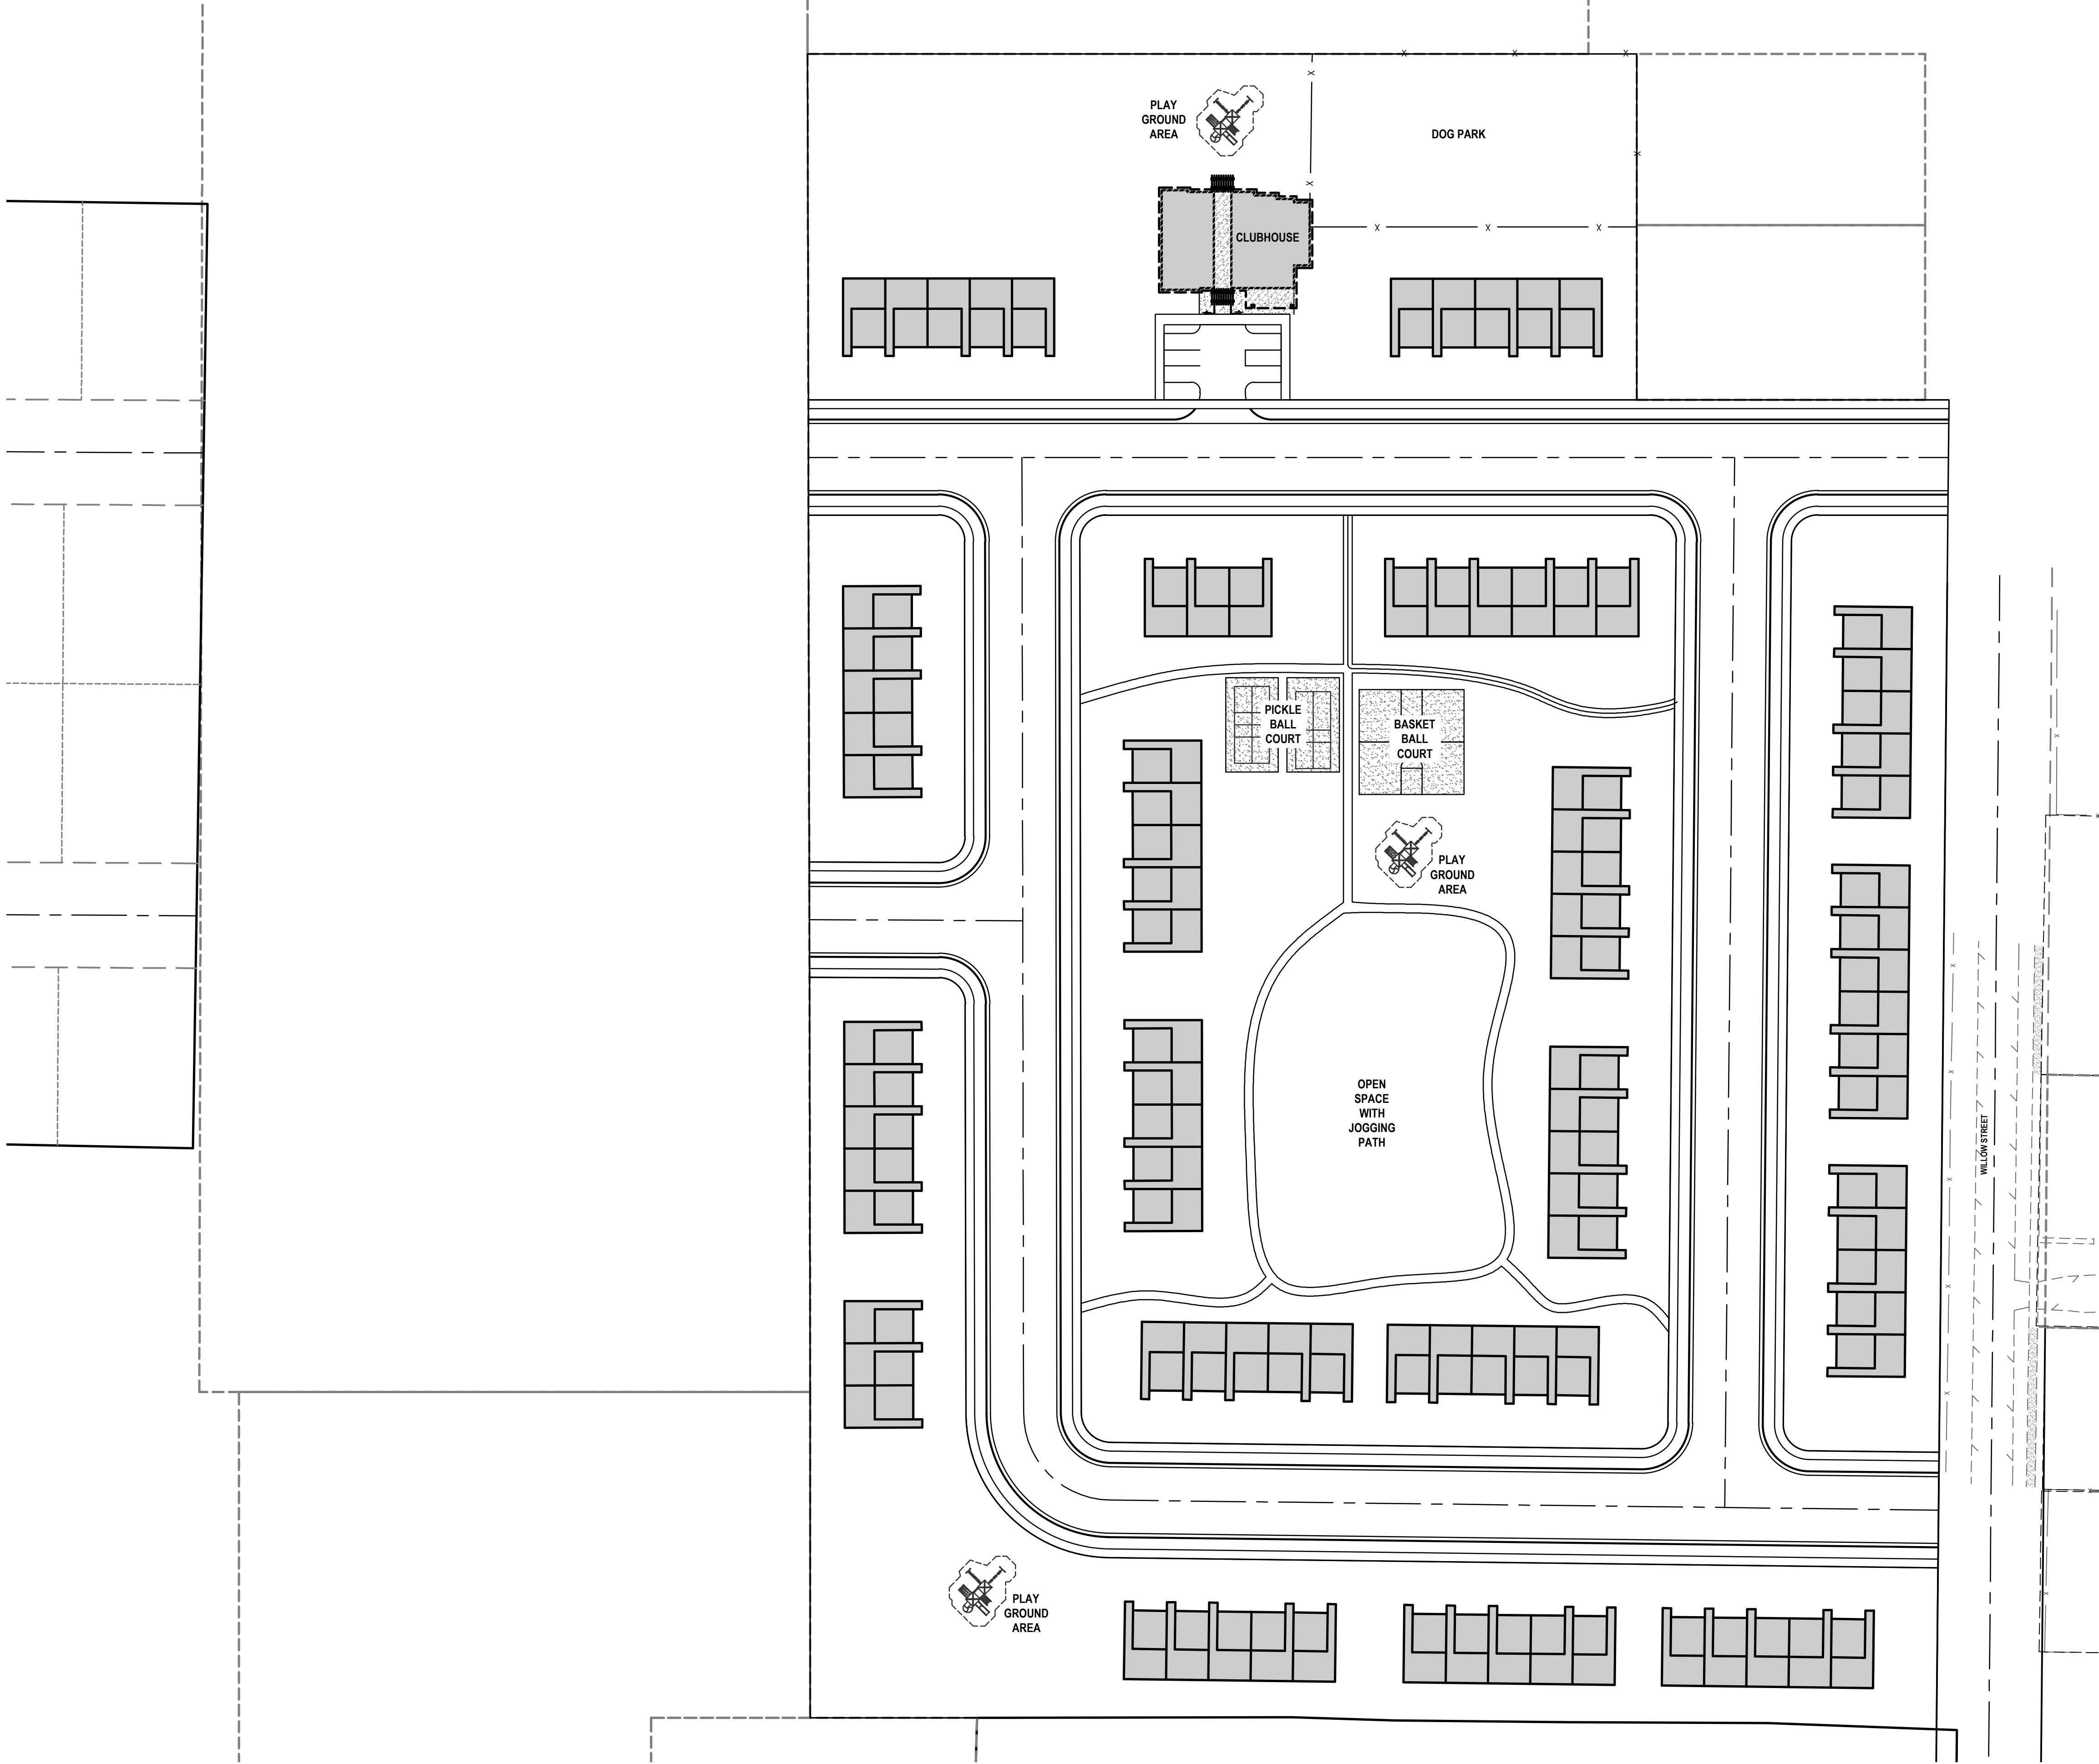 PLAY
GROUND
AREA
DOG PARK
CLUBHOUSE
PICKLE
BALL
COURT
BASKET
BALL
COURT
PLAY
GROUND
AREA
OPEN
SPACE
WITH
JOGGING
PATH
WILLOW STREET
PLAY
GROUND
AREA